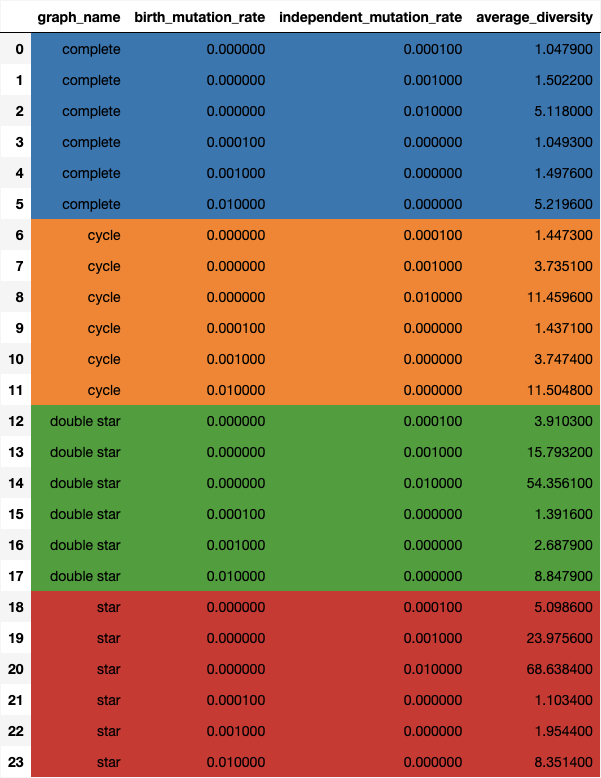 graph_name birth_mutation_rate independent_mutation_rate average_diversity
0 complete 0.000000 0.000100 1.047900
1 complete 0.000000 0.001000 1.502200
2 complete 0.000000 0.010000 5.118000
3 complete 0.000100 0.000000 1.049300
4 complete 0.001000 0.000000 1.497600
5 complete 0.010000 0.000000 5.219600
6 cycle 0.000000 0.000100 1.447300
7 cycle 0.000000 0.001000 3.735100
8 cycle 0.000000 0.010000 11.459600
9 cycle 0.000100 0.000000 1.437100
10 cycle 0.001000 0.000000 3.747400
11 cycle 0.010000 0.000000 11.504800
12 double star 0.000000 0.000100 3.910300
13 double star 0.000000 0.001000 15.793200
14 double star 0.000000 0.010000 54.356100
15 double star 0.000100 0.000000 1.391600
16 double star 0.001000 0.000000 2.687900
17 double star 0.010000 0.000000 8.847900
18 star 0.000000 0.000100 5.098600
19 star 0.000000 0.001000 23.975600
20 star 0.000000 0.010000 68.638400
21 star 0.000100 0.000000 1.103400
22 star 0.001000 0.000000 1.954400
23 star 0.010000 0.000000 8.351400